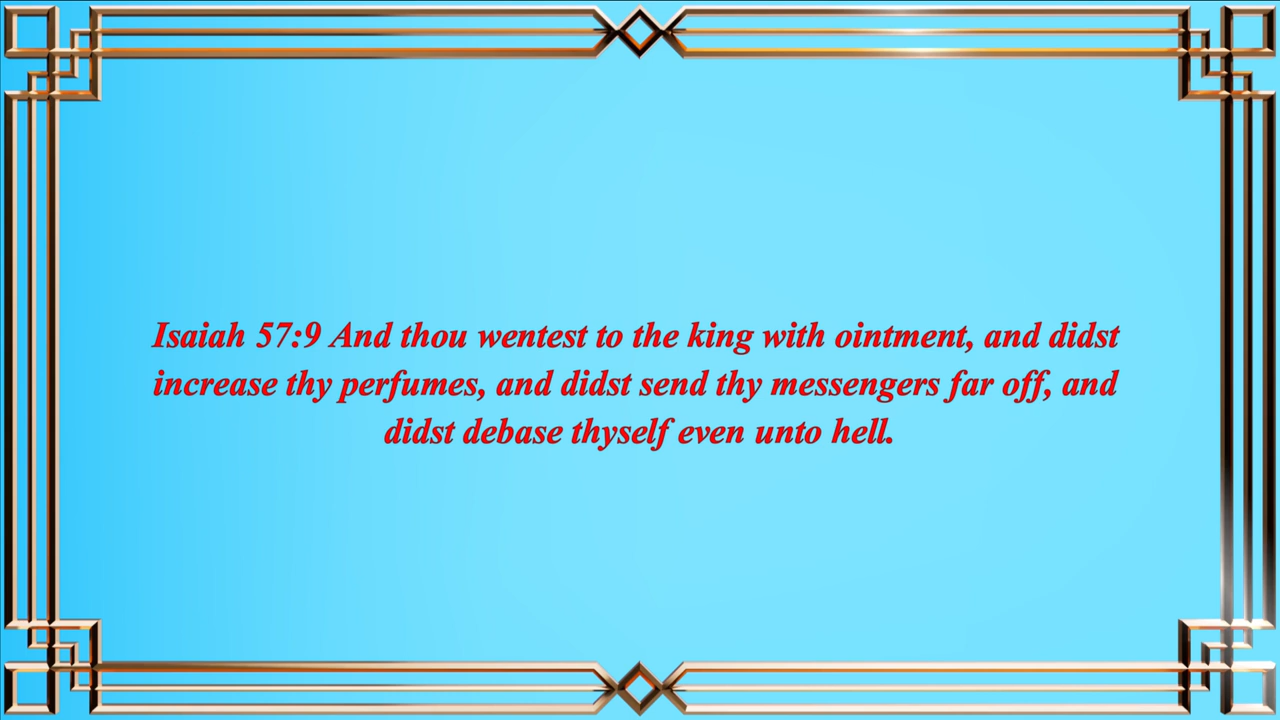 Isaiah 57:9 And thou wentest to the king with ointment, and didst
increase thy perfumes, and didst send thy messengers far off, and
didst debase thyself even unto hell.